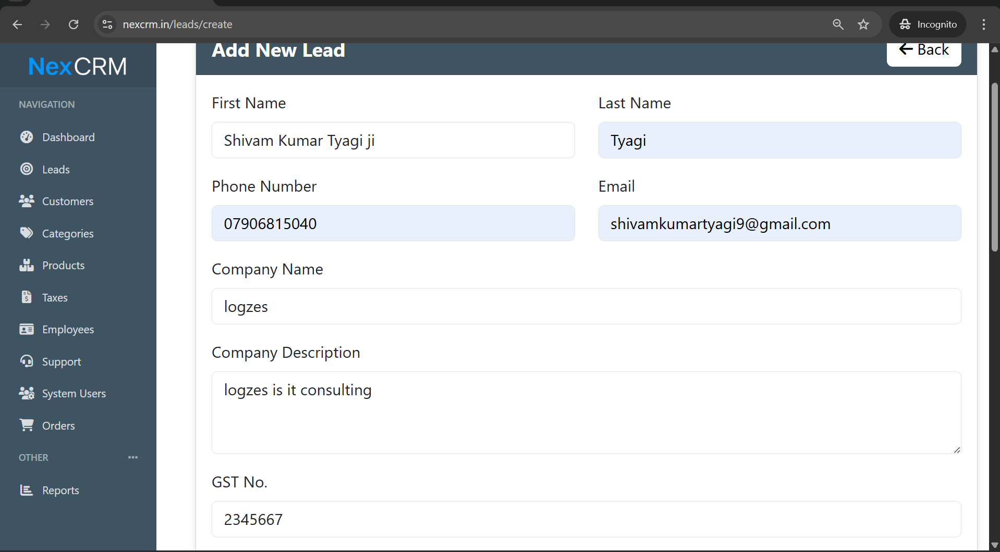 nexcrm.in/leads/create
Incognito
NexCRM
NAVIGATION
Dashboard
Leads
Customers
Categories
Products
Taxes
Employees
Support
System Users
Orders
OTHER
Reports
Add New Lead
Back
First Name
Last Name
Shivam Kumar Tyagi ji
Tyagi
Phone Number
Email
07906815040
shivamkumartyagi9@gmail.com
Company Name
logzes
Company Description
logzes is it consulting
GST No.
2345667